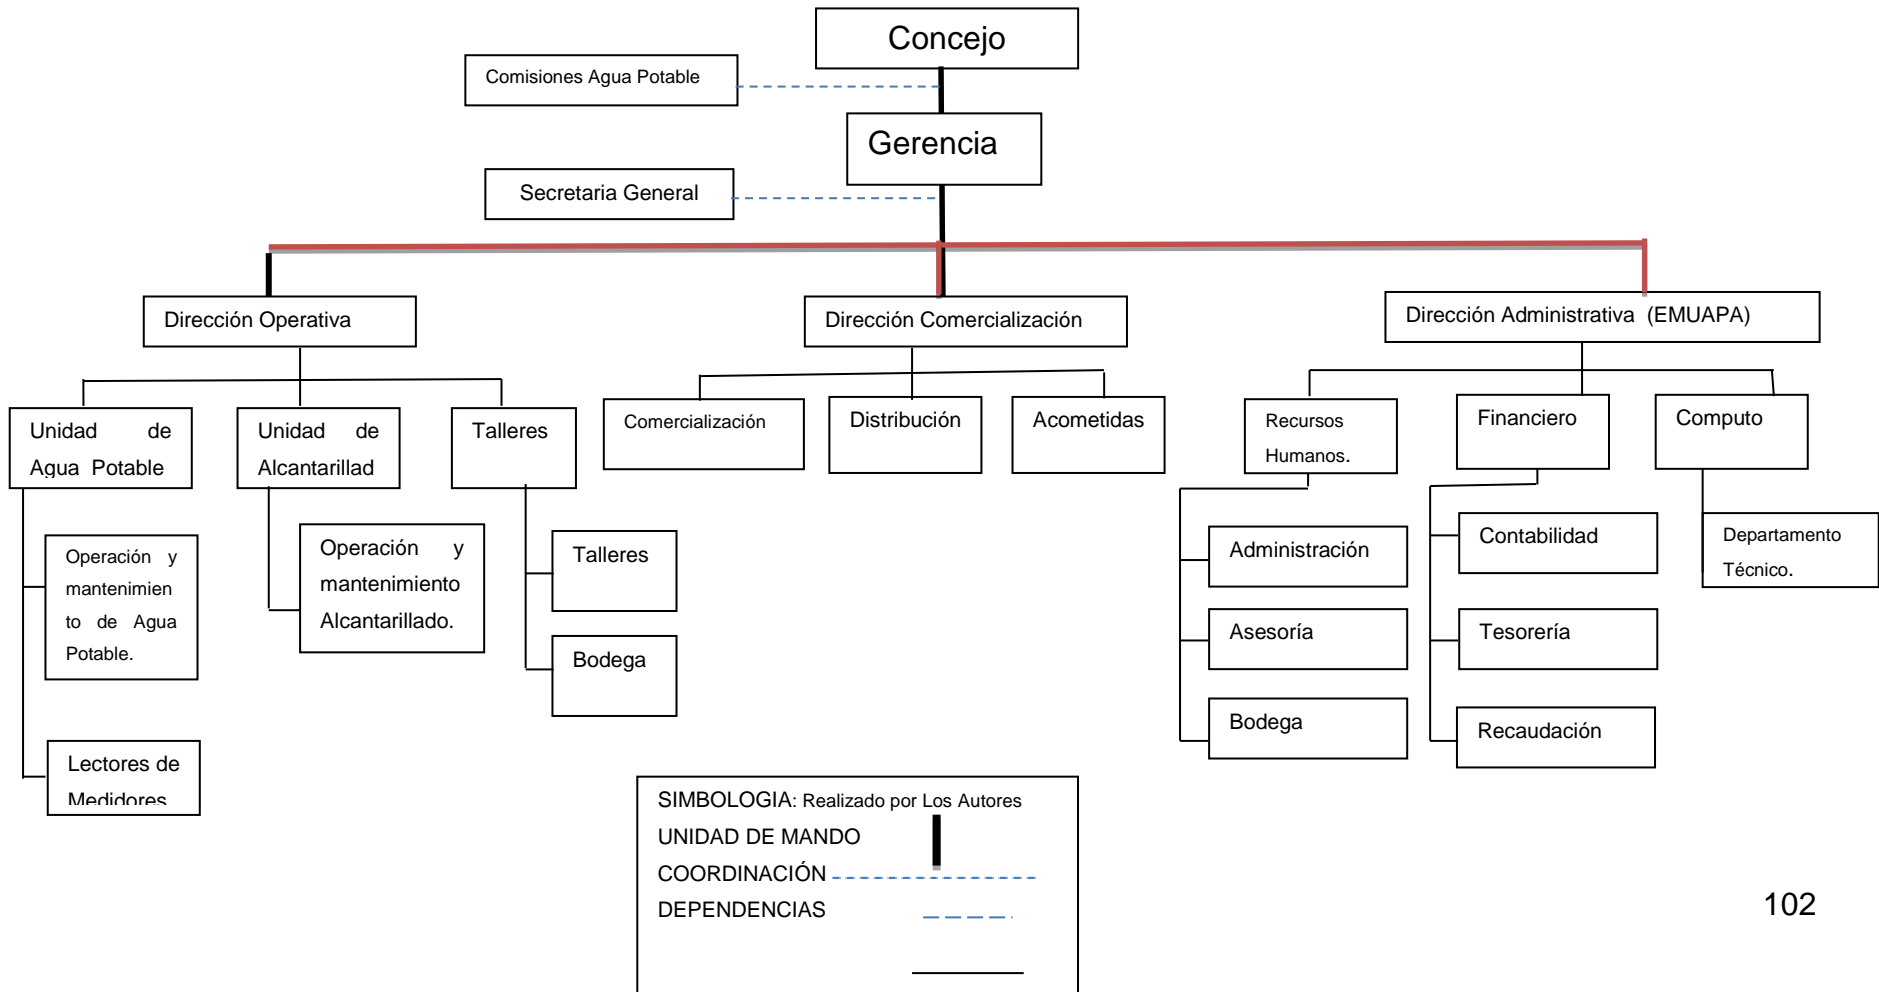 Concejo
Comisiones Agua Potable
Gerencia
Secretaria General
Dirección Operativa
Dirección Comercialización
Dirección Administrativa (EMUAPA)
Unidad de
Agua Potable
Unidad de
Alcantarillad
Talleres
Comercialización
Distribución
Acometidas
Recursos
Humanos.
Financiero
Computo
Operación y
mantenimien
to de Agua
Potable.
Lectores de
Medidores
Operación y
mantenimiento
Alcantarillado.
Talleres
Bodega
Administración
Asesoría
Bodega
Contabilidad
Tesorería
Recaudación
Departamento
Técnico.
SIMBOLOGIA: Realizado por Los Autores
UNIDAD DE MANDO
COORDINACIÓN
DEPENDENCIAS
102